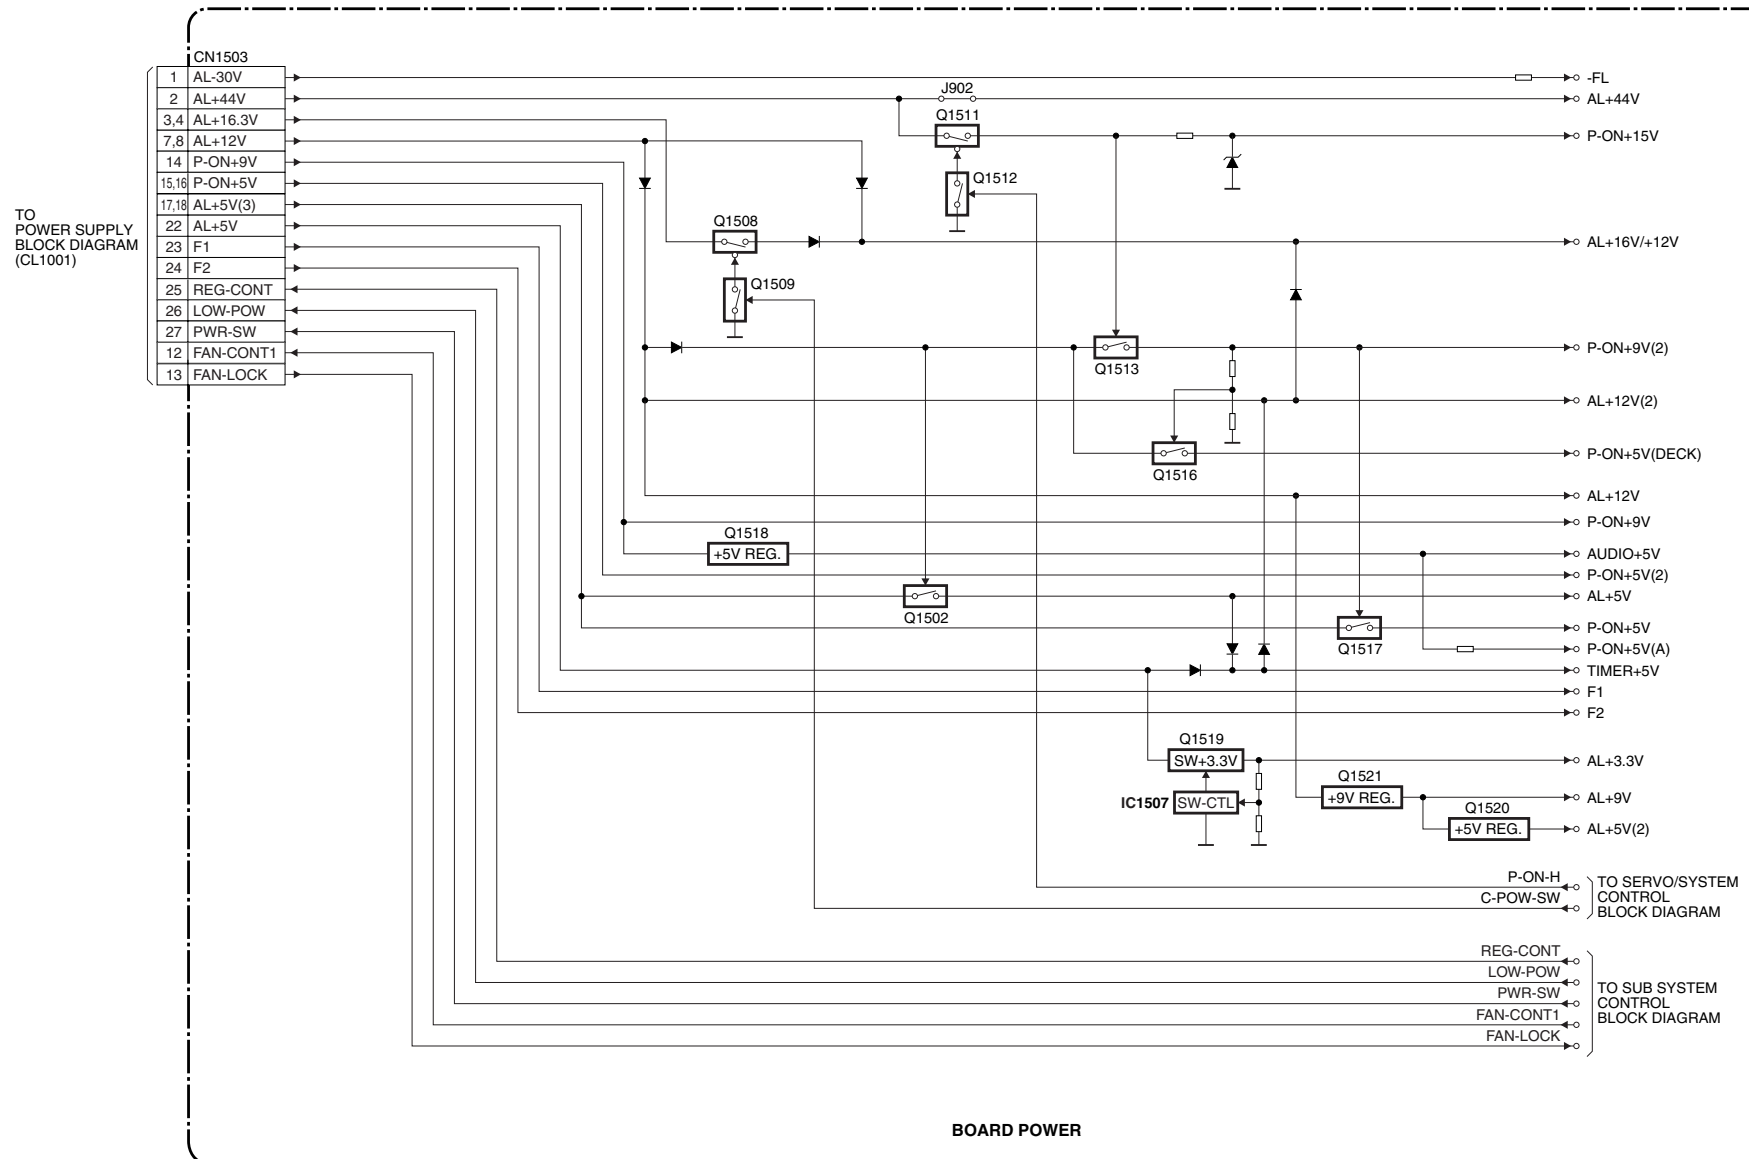 CN1503
TO
POWER SUPPLY
BLOCK DIAGRAM
(CL1001)
1 AL-30V
2 AL+44V
3,4 AL+16.3V
7,8 AL+12V
14 P-ON+9V
15,16 P-ON+5V
17,18 AL+5V(3)
22 AL+5V
23 F1
24 F2
25 REG-CONT
26 LOW-POW
27 PWR-SW
12 FAN-CONT1
13 FAN-LOCK
J902
Q1511
Q1512
Q1508
Q1509
Q1513
Q1516
Q1518
+5V REG.
Q1502
Q1517
Q1519
SW+3.3V
IC1507 SW-CTL
Q1521
+9V REG.
Q1520
+5V REG.
-FL
AL+44V
P-ON+15V
AL+16V/+12V
P-ON+9V(2)
AL+12V(2)
P-ON+5V(DECK)
AL+12V
P-ON+9V
AUDIO+5V
P-ON+5V(2)
AL+5V
P-ON+5V
P-ON+5V(A)
TIMER+5V
F1
F2
AL+3.3V
AL+9V
AL+5V(2)
P-ON-H
C-POW-SW
TO SERVO/SYSTEM
CONTROL
BLOCK DIAGRAM
REG-CONT
LOW-POW
PWR-SW
FAN-CONT1
FAN-LOCK
TO SUB SYSTEM
CONTROL
BLOCK DIAGRAM
BOARD POWER